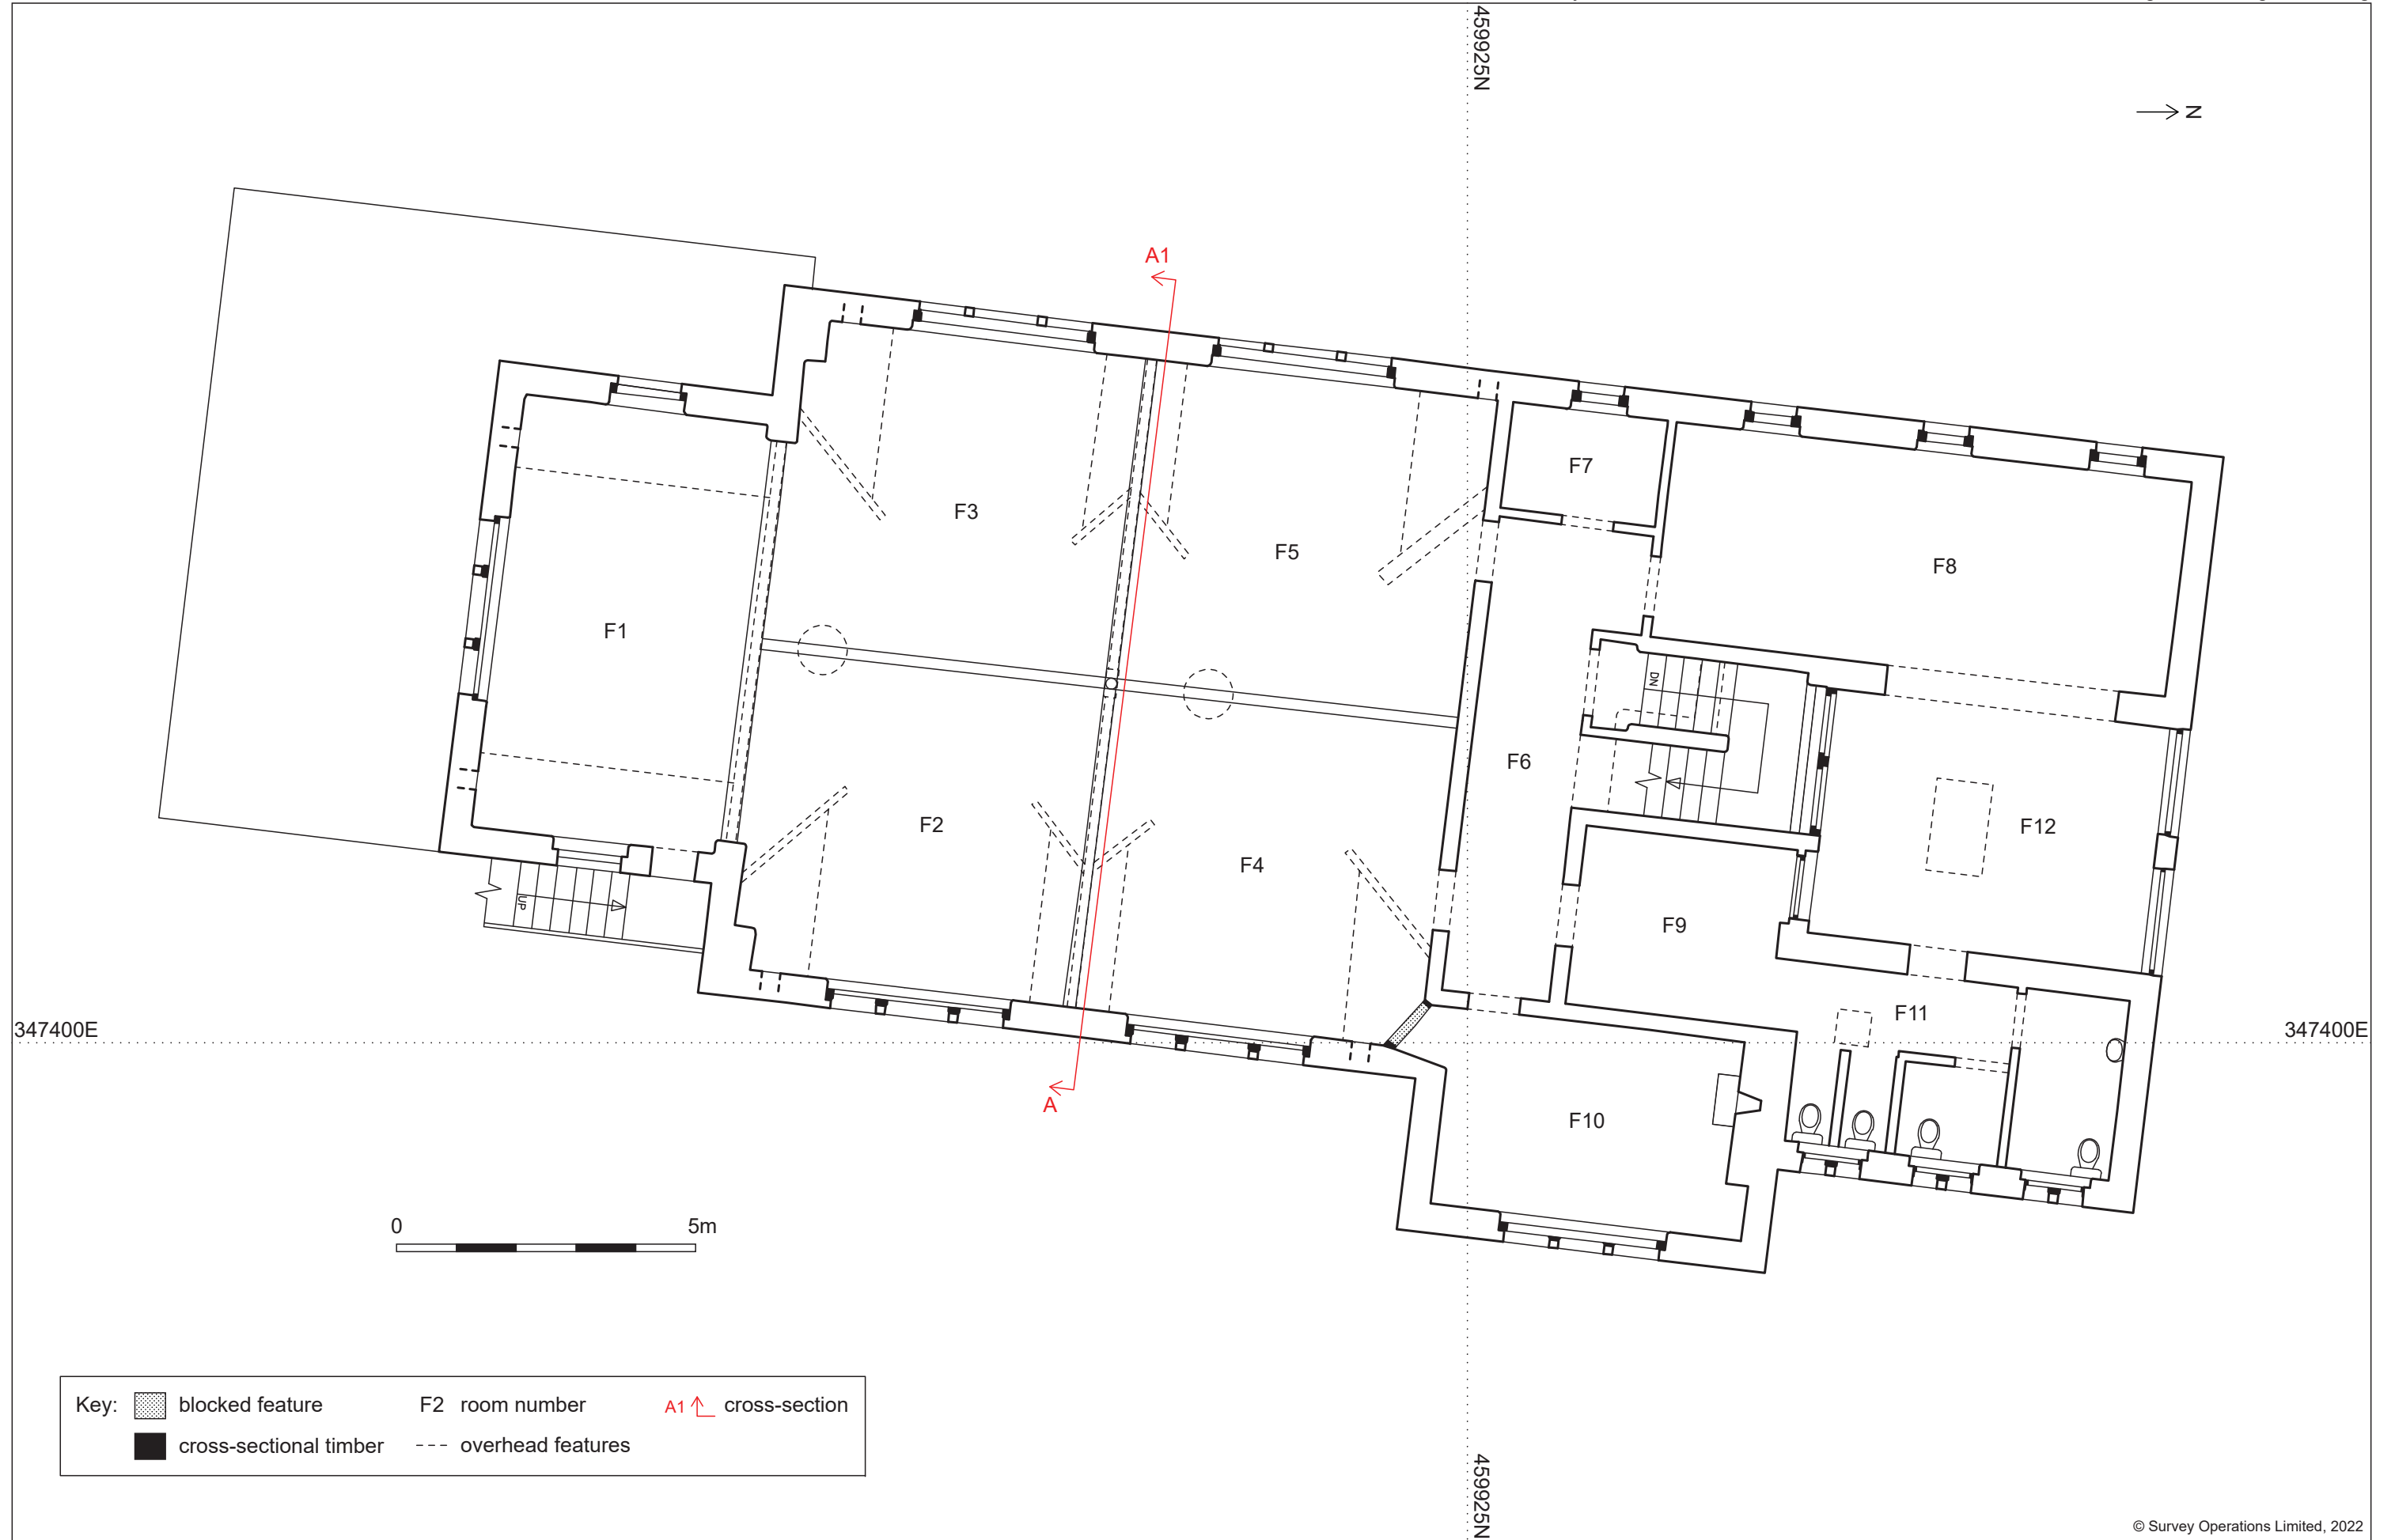 459925N
N
A1
F7
F3
F5
F8
F1
DN
F6
F2
F12
F4
F9
UP
F11
347400E
347400E
A
F10
0 5m
Key: blocked feature F2 room number A1 cross-section
cross-sectional timber overhead features
459925N
© Survey Operations Limited, 2022